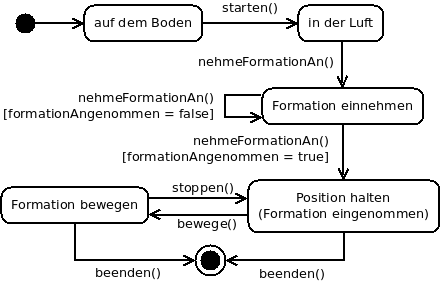 starten()
auf dem Boden
in der Luft
nehmeFormationAn()
nehmeFormationAn()
[formationAngenommen = false]
Formation einnehmen
nehmeFormationAn()
[formationAngenommen = true]
stoppen()
Formation bewegen
Position halten
(Formation eingenommen)
bewege()
beenden()
beenden()